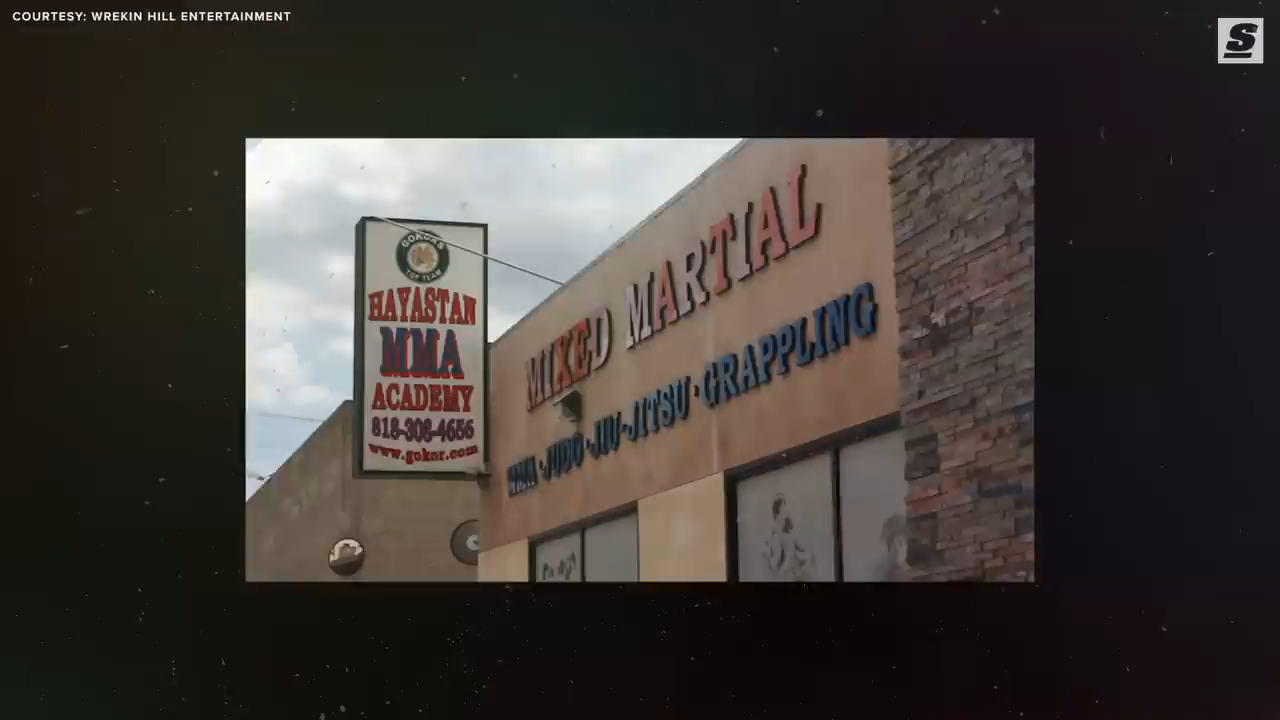 COURTESY: WREKIN HILL ENTERTAINMENT
S
GOKOR'S
TOP TEAM
HAYASTAN
MMA
ACADEMY
818-308-4656
www.gokor.com
MIXED MARTIAL
MMA · JUDO · JIU-JITSU · GRAPPLING